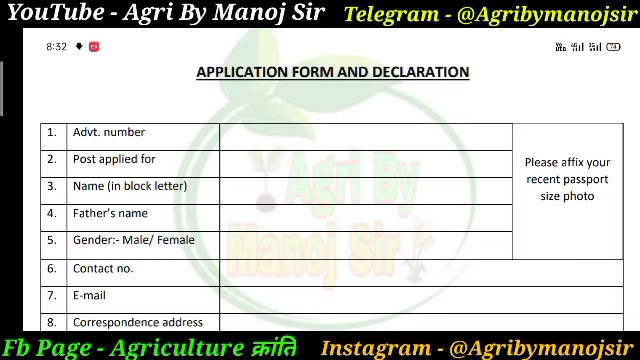 YouTube - Agri By Manoj Sir Telegram - @Agribymanojsir
8:32
APPLICATION FORM AND DECLARATION
1. Advt. number
2. Post applied for
3. Name (in block letter)
4. Father's name
5. Gender:- Male/ Female
6. Contact no.
7. E-mail
8. Correspondence address
Please affix your
recent passport
size photo
Agri By
Manoj Sir
Fb Page - Agriculture क्रांति Instagram - @Agribymanojsir